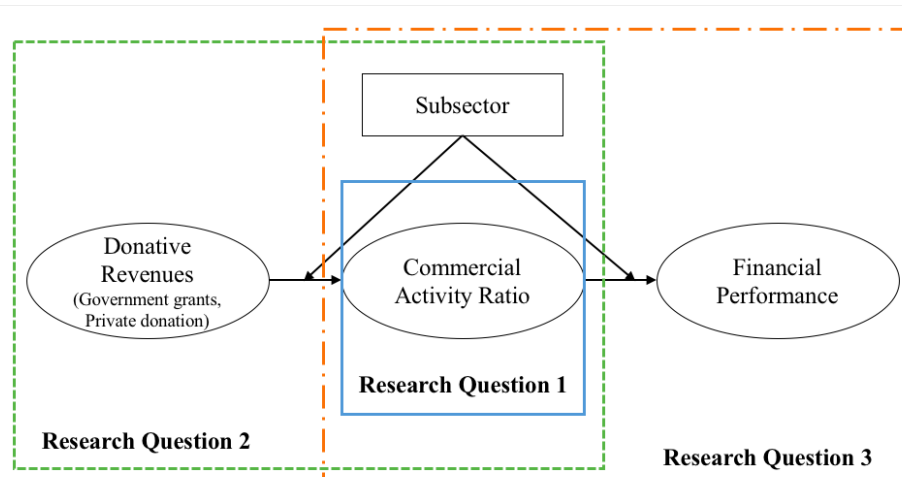 Subsector
Donative
Revenues
(Government grants,
Private donation)
Commercial
Activity Ratio
Financial
Performance
Research Question 1
Research Question 2
Research Question 3